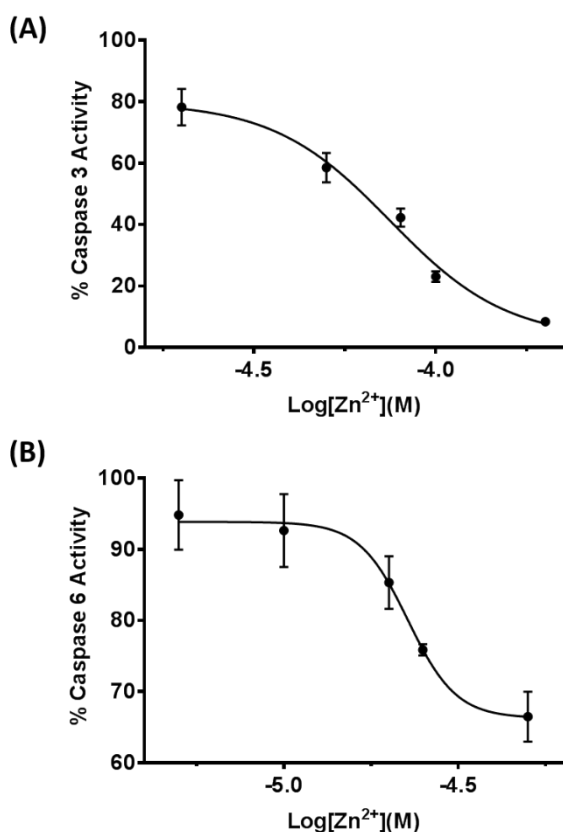 (A)
100
80
60
40
20
0
% Caspase 3 Activity
-4.5 -4.0
Log[Zn²⁺](M)
(B)
100
90
80
70
60
% Caspase 6 Activity
-5.0 -4.5
Log[Zn²⁺](M)